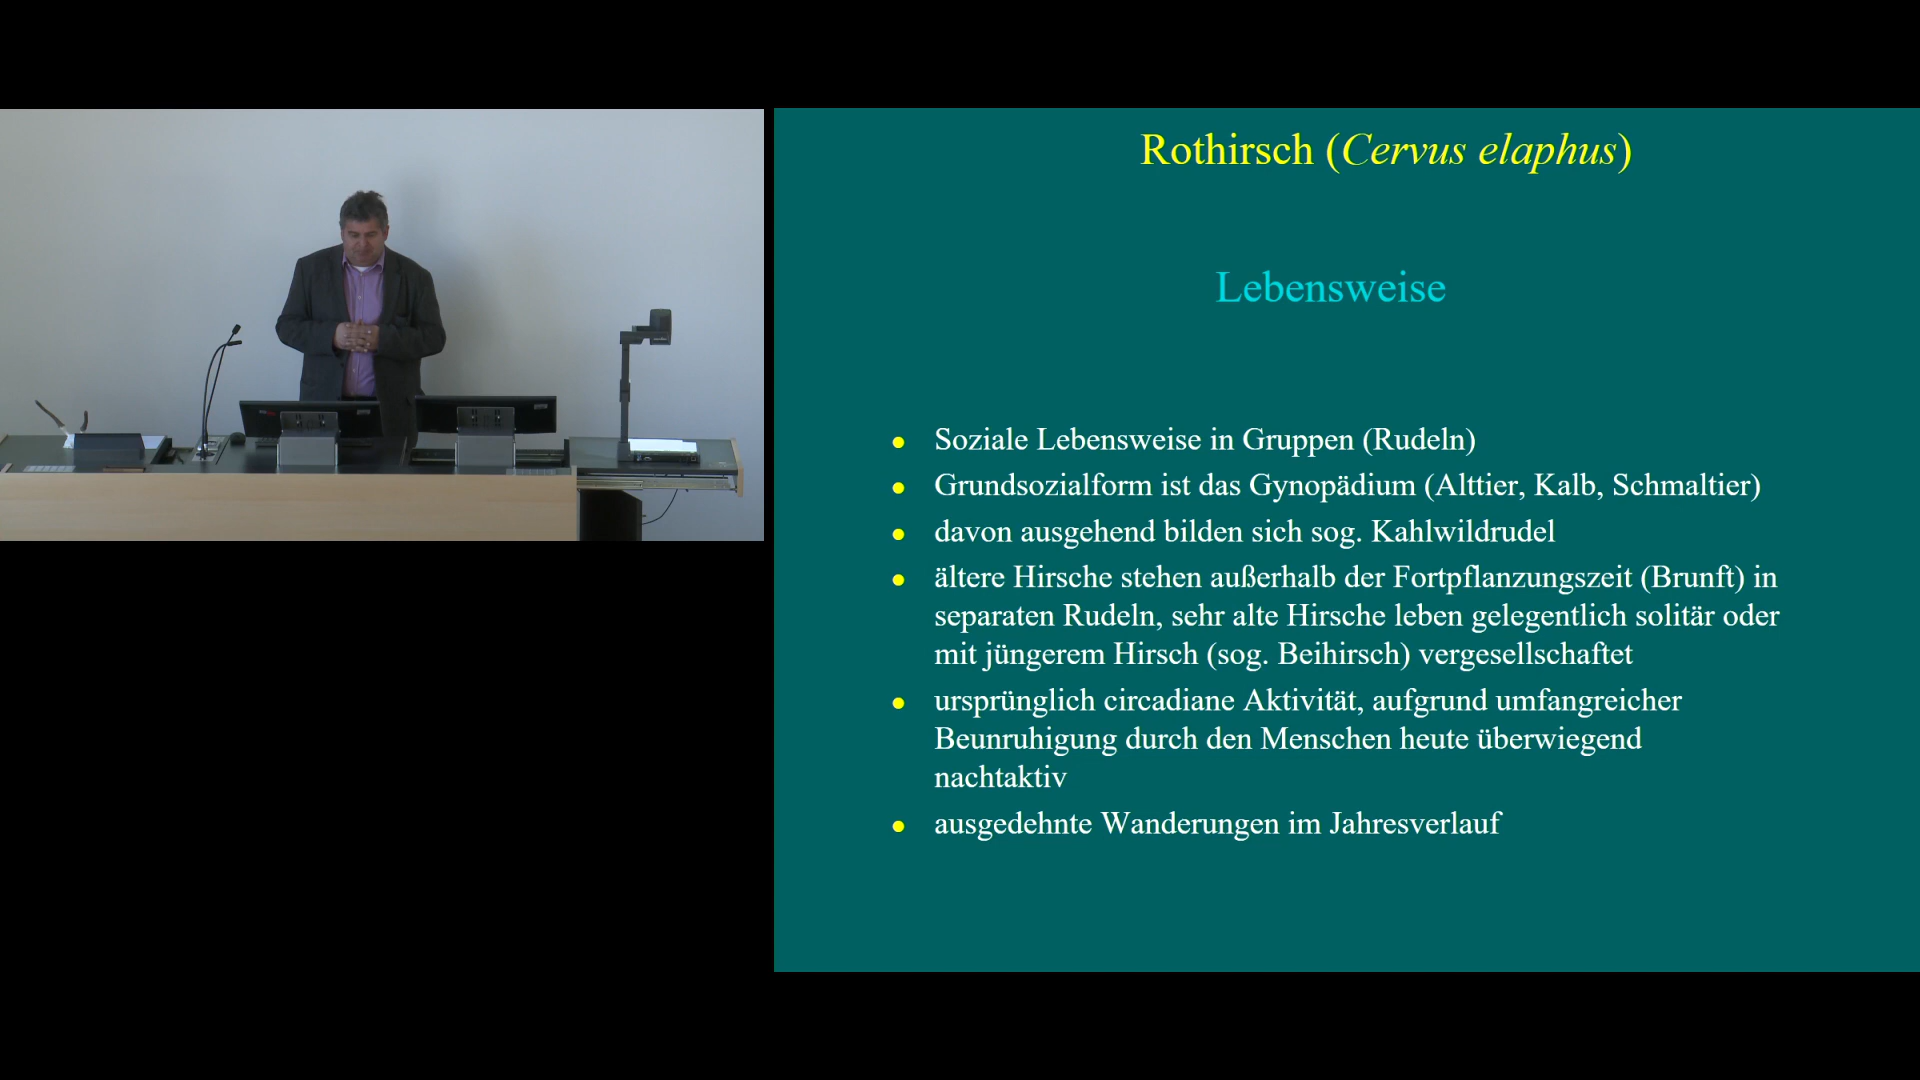 Rothirsch (Cervus elaphus)
Lebensweise
Soziale Lebensweise in Gruppen (Rudeln)
Grundsozialform ist das Gynopädium (Alttier, Kalb, Schmaltier)
davon ausgehend bilden sich sog. Kahlwildrudel
ältere Hirsche stehen außerhalb der Fortpflanzungszeit (Brunft) in
separaten Rudeln, sehr alte Hirsche leben gelegentlich solitär oder
mit jüngerem Hirsch (sog. Beihirsch) vergesellschaftet
ursprünglich circadiane Aktivität, aufgrund umfangreicher
Beunruhigung durch den Menschen heute überwiegend
nachtaktiv
ausgedehnte Wanderungen im Jahresverlauf